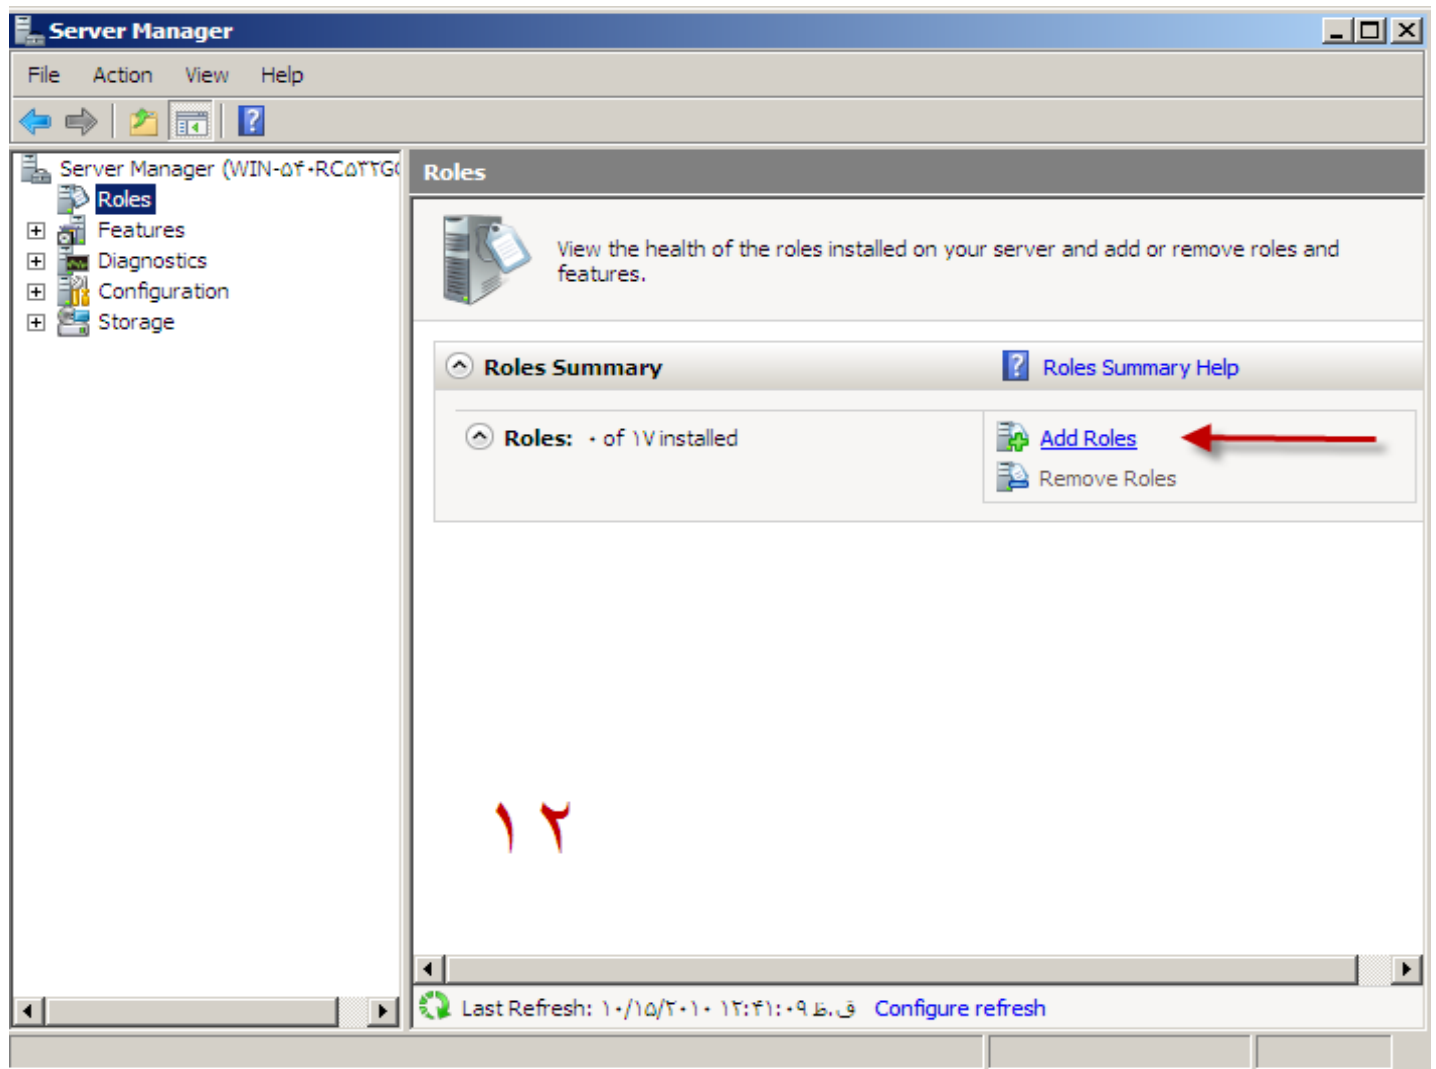 Server Manager
File Action View Help
Server Manager (WIN-۵۴۰RC۵۲۲G
Roles
Features
Diagnostics
Configuration
Storage
Roles
View the health of the roles installed on your server and add or remove roles and
features.
Roles Summary
Roles Summary Help
Roles: ۰ of ۱۷ installed
Add Roles
Remove Roles
۱۲
Last Refresh: ۱۰/۱۵/۲۰۱۰ ۱۲:۴۱:۰۹ ق.ظ Configure refresh